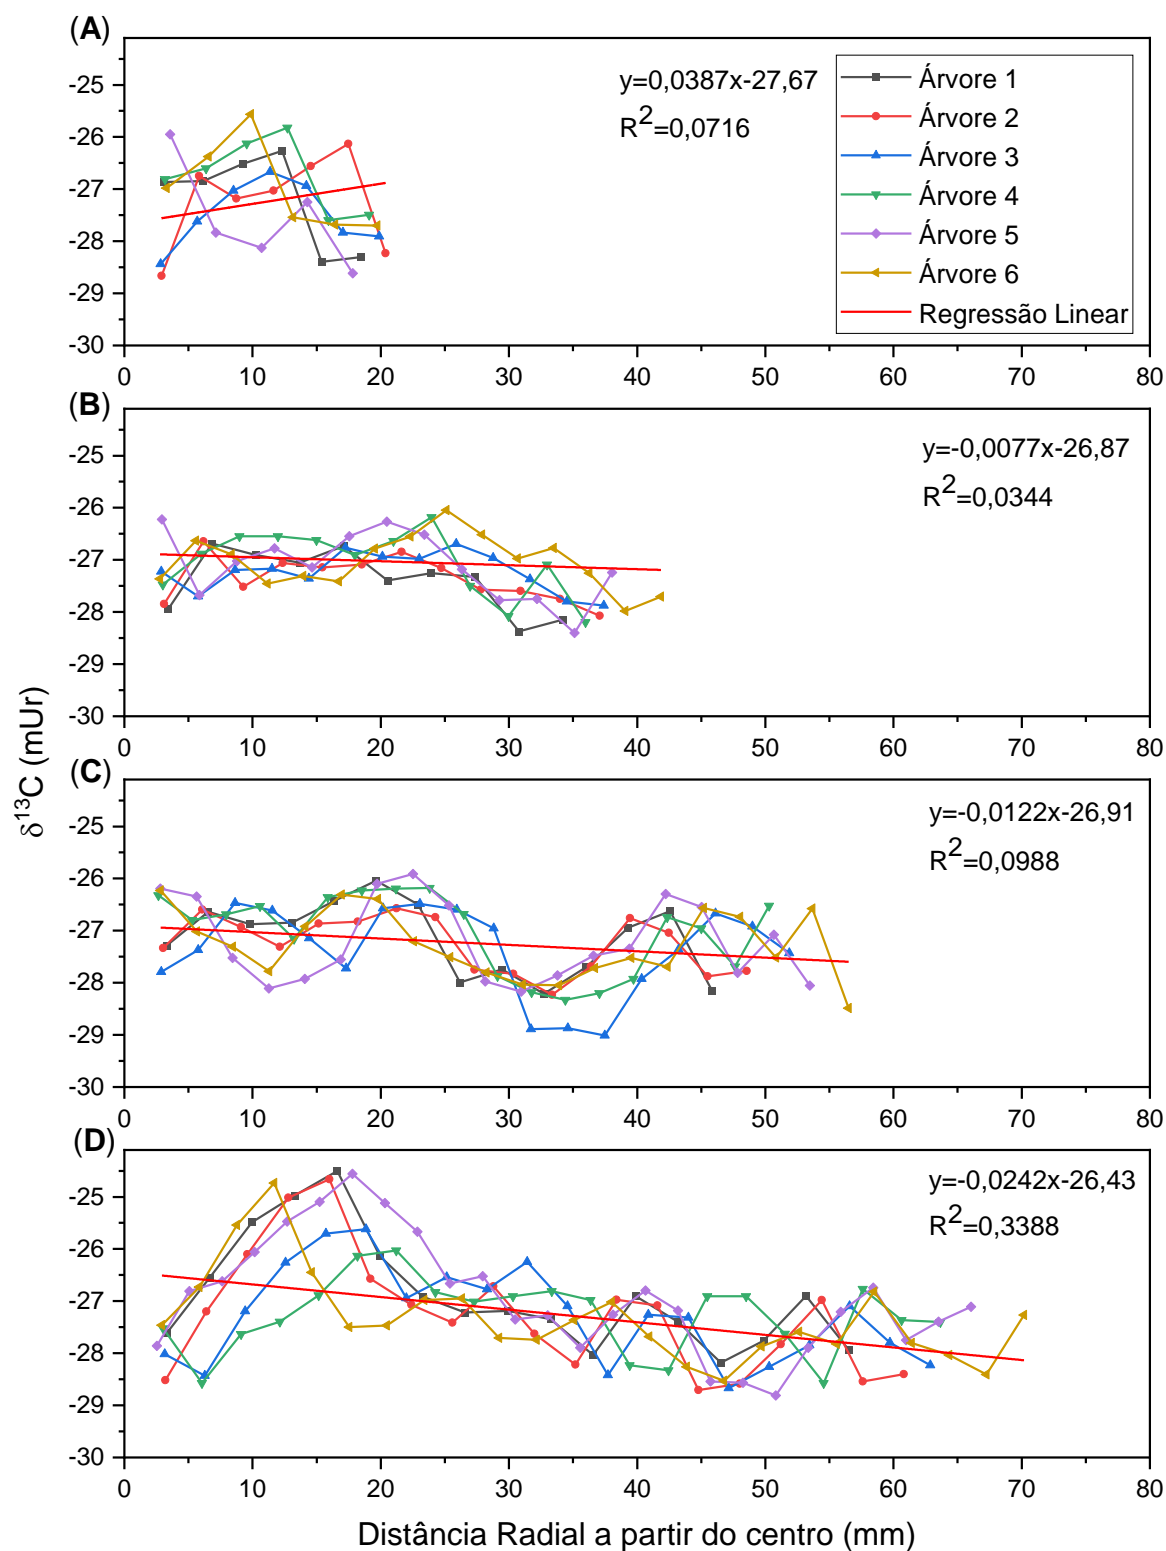 (A)
y=0,0387x-27,67
R²=0,0716
Árvore 1
Árvore 2
Árvore 3
Árvore 4
Árvore 5
Árvore 6
Regressão Linear
-25
-26
-27
-28
-29
-30
0 10 20 30 40 50 60 70 80
(B)
y=-0,0077x-26,87
R²=0,0344
-25
-26
-27
-28
-29
-30
0 10 20 30 40 50 60 70 80
δ¹³C (mUr)
(C)
y=-0,0122x-26,91
R²=0,0988
-25
-26
-27
-28
-29
-30
0 10 20 30 40 50 60 70 80
(D)
y=-0,0242x-26,43
R²=0,3388
-25
-26
-27
-28
-29
-30
0 10 20 30 40 50 60 70 80
Distância Radial a partir do centro (mm)